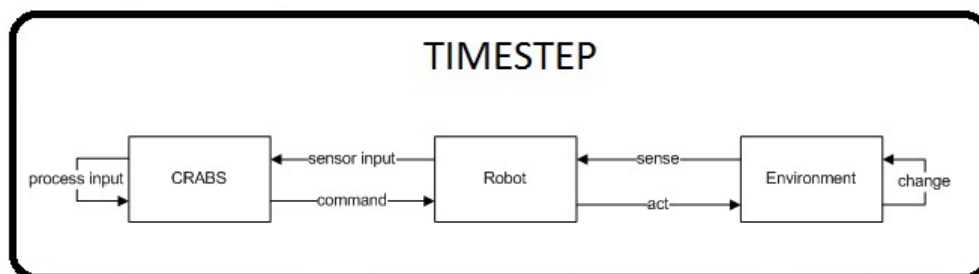 TIMESTEP
sensor input
sense
process input
CRABS
Robot
Environment
change
command
act